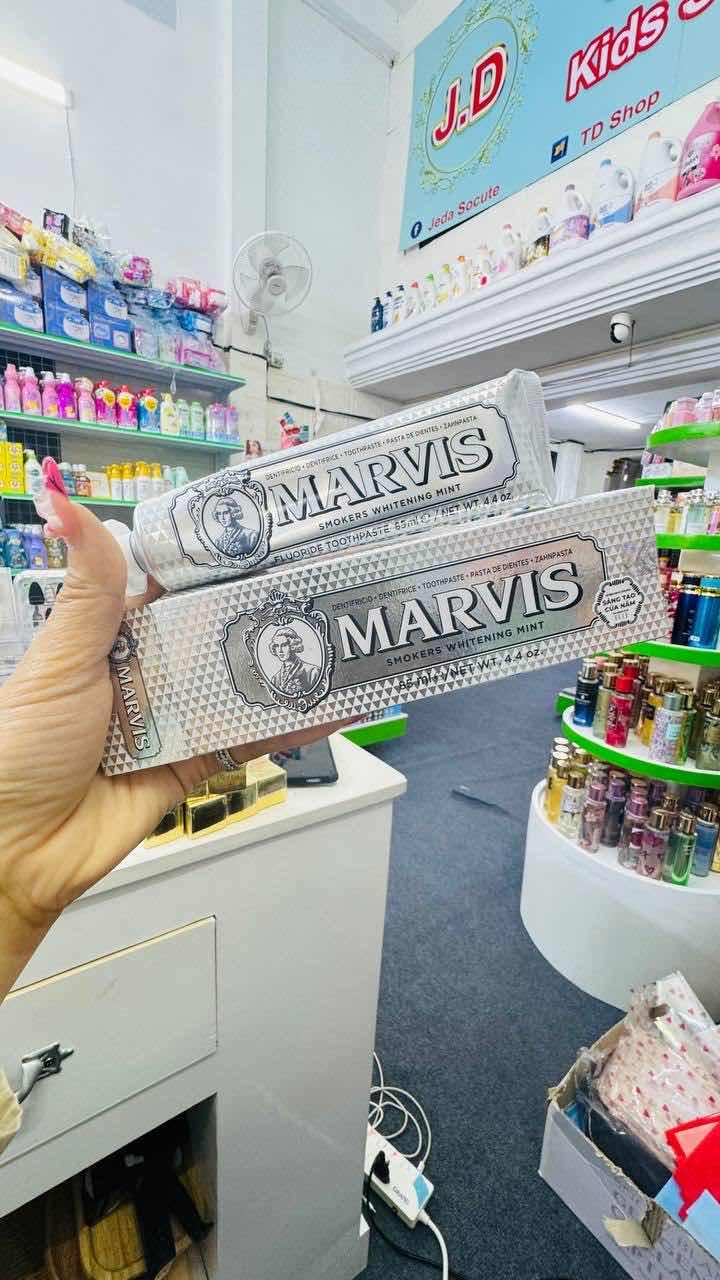 J.D
Kids
TD Shop
Jeda Socute
DENTIFRICIO • DENTIFRICE • TOOTHPASTE • PASTA DE DIENTES • ZAHNPASTA
MARVIS
SMOKERS WHITENING MINT
FLUORIDE TOOTHPASTE 85ml e / NET WT. 4.4 oz.
DENTIFRICIO • DENTIFRICE • TOOTHPASTE • PASTA DE DIENTES • ZAHNPASTA
MARVIS
SMOKERS WHITENING MINT
85 ml e / NET WT. 4.4 oz.
SÁNG TẠO
CỦA NĂM
MARVIS